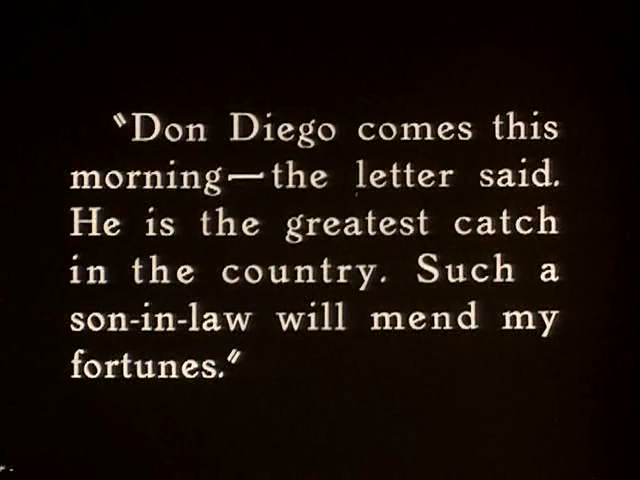 "Don Diego comes this
morning—the letter said.
He is the greatest catch
in the country. Such a
son-in-law will mend my
fortunes."